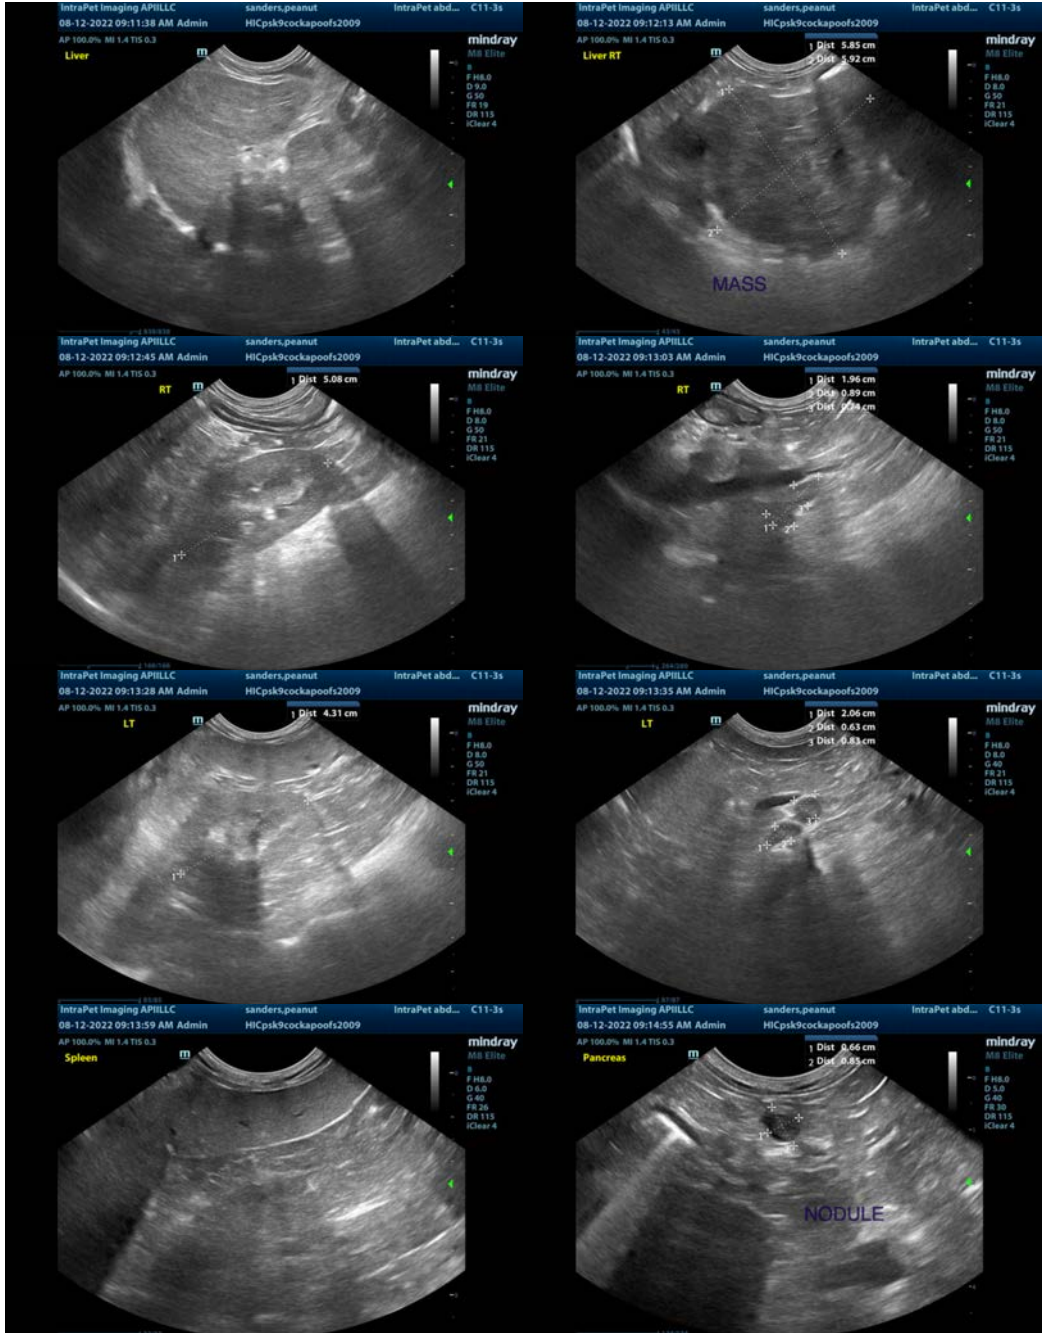 IntraPet Imaging APIILLC sanders,peanut IntraPet abd... C11-3s
08-12-2022 09:11:38 AM Admin HICpsk9cockapoofs2009
AP 100.0% MI 1.4 TIS 0.3
mindray
M8 Elite
Liver
m
B
F H8.0
D 9.0
G 50
FR 19
DR 115
iClear 4
IntraPet Imaging APIILLC sanders,peanut IntraPet abd... C11-3s
08-12-2022 09:12:13 AM Admin HICpsk9cockapoofs2009
AP 100.0% MI 1.4 TIS 0.3
1 Dist 5.85 cm
2 Dist 5.92 cm
mindray
M8 Elite
Liver RT
m
B
F H8.0
D 8.0
G 50
FR 21
DR 115
iClear 4
1
2
MASS
IntraPet Imaging APIILLC sanders,peanut IntraPet abd... C11-3s
08-12-2022 09:12:45 AM Admin HICpsk9cockapoofs2009
AP 100.0% MI 1.4 TIS 0.3
1 Dist 5.08 cm
mindray
M8 Elite
RT
m
B
F H8.0
D 8.0
G 50
FR 21
DR 115
iClear 4
1
IntraPet Imaging APIILLC sanders,peanut IntraPet abd... C11-3s
08-12-2022 09:13:03 AM Admin HICpsk9cockapoofs2009
AP 100.0% MI 1.4 TIS 0.3
1 Dist 1.96 cm
2 Dist 0.89 cm
3 Dist
mindray
M8 Elite
RT
m
B
F H8.0
D 8.0
G 50
FR 21
DR 115
iClear 4
3
1
2
IntraPet Imaging APIILLC sanders,peanut IntraPet abd... C11-3s
08-12-2022 09:13:28 AM Admin HICpsk9cockapoofs2009
AP 100.0% MI 1.4 TIS 0.3
1 Dist 4.31 cm
mindray
M8 Elite
LT
m
B
F H8.0
D 8.0
G 50
FR 21
DR 115
iClear 4
1
IntraPet Imaging APIILLC sanders,peanut IntraPet abd... C11-3s
08-12-2022 09:13:35 AM Admin HICpsk9cockapoofs2009
AP 100.0% MI 1.4 TIS 0.3
1 Dist 2.06 cm
2 Dist 0.63 cm
3 Dist 0.83 cm
mindray
M8 Elite
LT
m
B
F H8.0
D 8.0
G 40
FR 21
DR 115
iClear 4
3
1
2
IntraPet Imaging APIILLC sanders,peanut IntraPet abd... C11-3s
08-12-2022 09:13:59 AM Admin HICpsk9cockapoofs2009
AP 100.0% MI 1.4 TIS 0.3
mindray
M8 Elite
Spleen
m
B
F H8.0
D 6.0
G 40
FR 26
DR 115
iClear 4
IntraPet Imaging APIILLC sanders,peanut IntraPet abd... C11-3s
08-12-2022 09:14:55 AM Admin HICpsk9cockapoofs2009
AP 100.0% MI 1.4 TIS 0.3
1 Dist 0.66 cm
2 Dist 0.85 cm
mindray
M8 Elite
Pancreas
m
B
F H8.0
D 5.0
G 40
FR 30
DR 115
iClear 4
1
NODULE